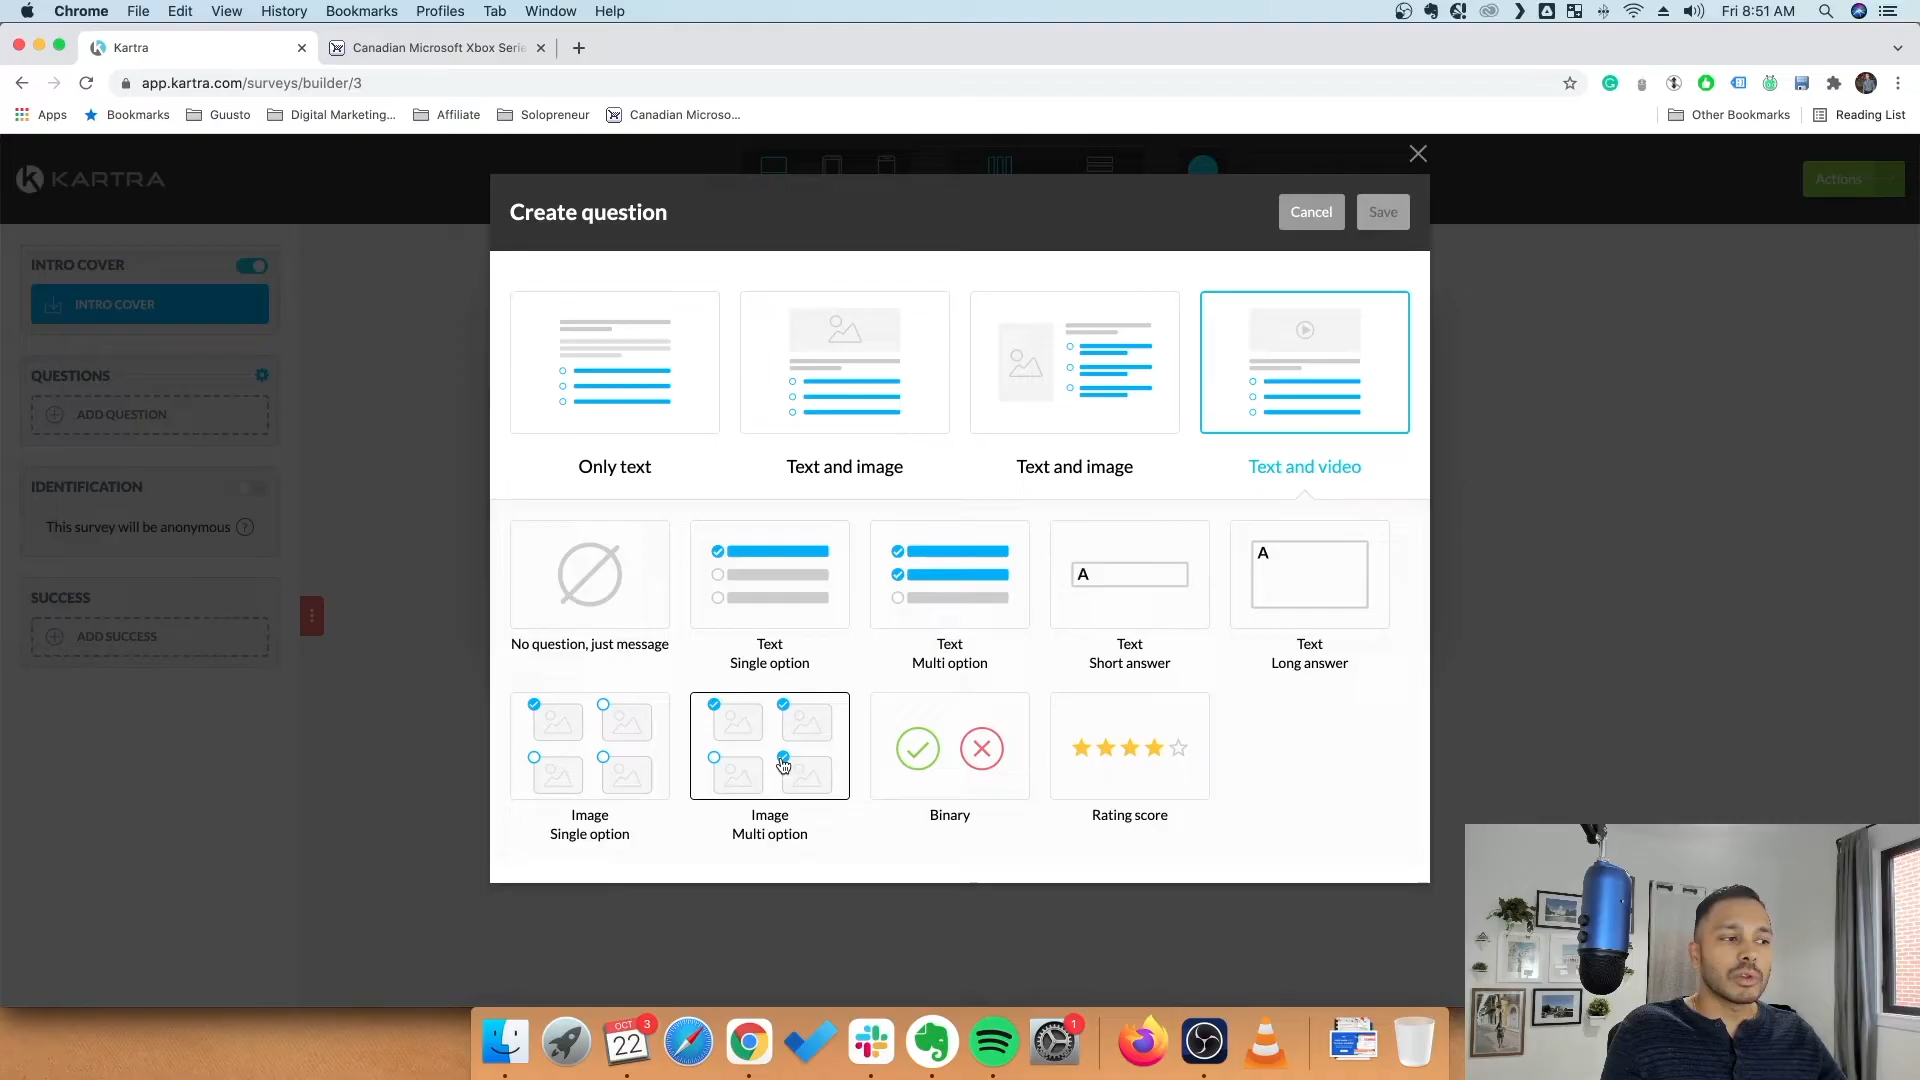 Chrome File Edit View History Bookmarks Profiles Tab Window Help
Fri 8:51 AM
Kartra
Canadian Microsoft Xbox Serie
app.kartra.com/surveys/builder/3
Apps Bookmarks Guusto Digital Marketing... Affiliate Solopreneur Canadian Microso...
Other Bookmarks Reading List
KARTRA
Actions
Create question
Cancel Save
INTRO COVER
INTRO COVER
QUESTIONS
ADD QUESTION
IDENTIFICATION
This survey will be anonymous ?
SUCCESS
ADD SUCCESS
Only text
Text and image
Text and image
Text and video
A
A
No question, just message
Text
Single option
Text
Multi option
Text
Short answer
Text
Long answer
Image
Single option
Image
Multi option
Binary
Rating score
OCT
22
3
1